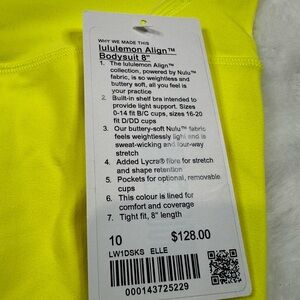 WHY WE MADE THIS
lululemon Align™
Bodysuit 8"
1. The lululemon Align™
collection, powered by Nulu™
fabric, is so weightless and
buttery soft, all you feel is
your practice
2. Built-in shelf bra intended to
provide light support. Sizes
0-14 fit B/C cups, sizes 16-20
fit D/DD cups
3. Our buttery-soft Nulu™ fabric
feels weightlessly light and is
sweat-wicking and four-way
stretch
4. Added Lycra® fibre for stretch
and shape retention
5. Pockets for optional, removable
cups
6. This colour is lined for
comfort and coverage
7. Tight fit, 8" length
10 $128.00
LW1DSKS ELLE
000143725229